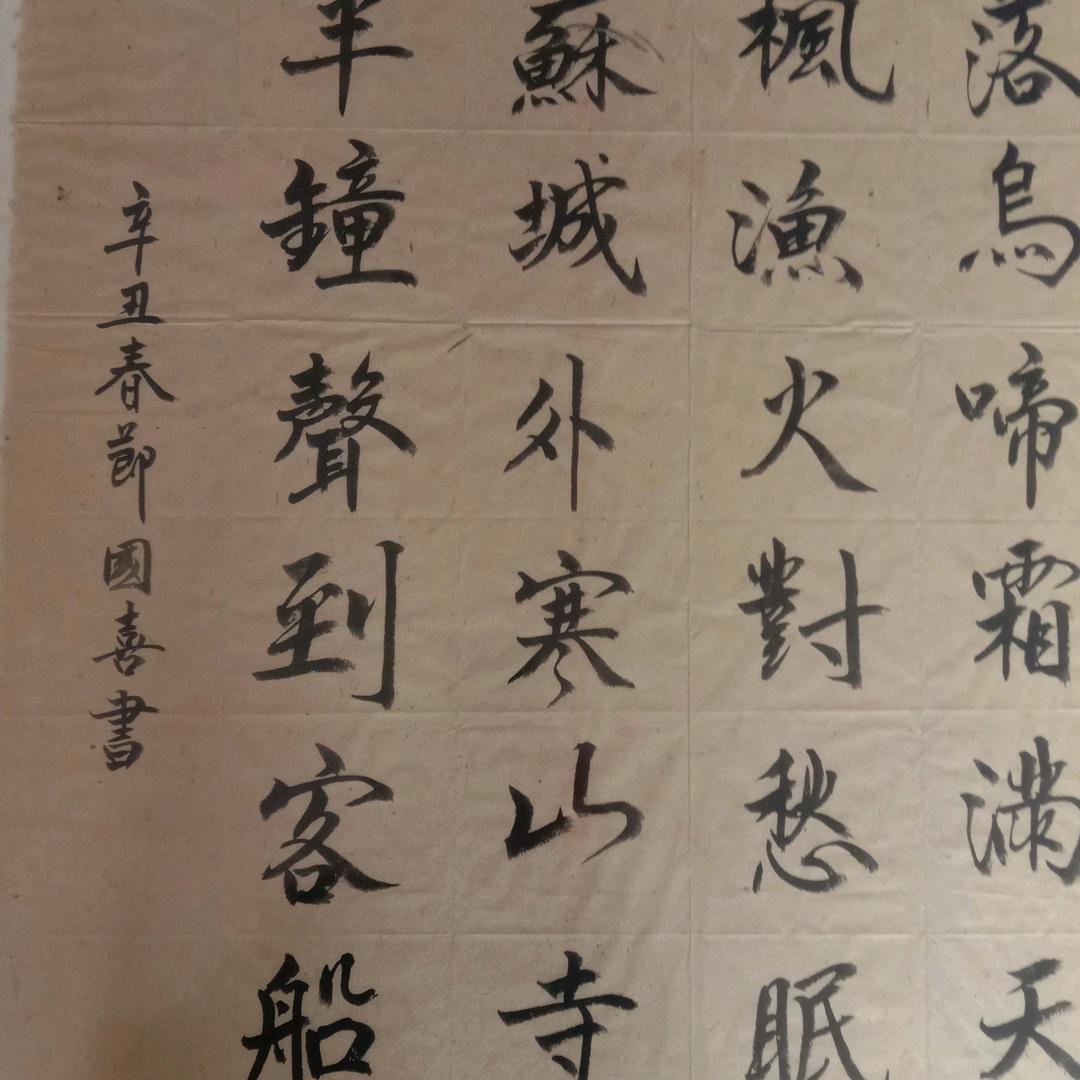 落烏啼霜滿天
楓漁火對愁眠
蘇城外寒山寺
半鐘聲到客船
辛丑春節國喜書